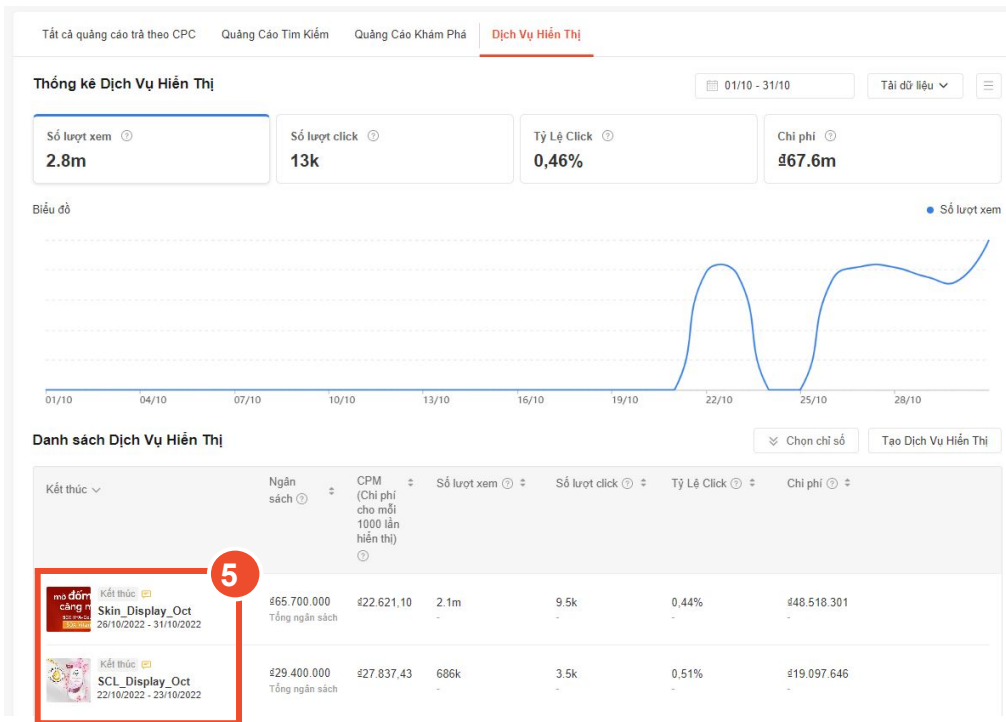 Tất cả quảng cáo trả theo CPC Quảng Cáo Tìm Kiếm Quảng Cáo Khám Phá Dịch Vụ Hiển Thị
Thống kê Dịch Vụ Hiển Thị
01/10 - 31/10
Tải dữ liệu
Số lượt xem
2.8m
Số lượt click
13k
Tỷ Lệ Click
0,46%
Chi phí
₫67.6m
Biểu đồ
Số lượt xem
01/10 04/10 07/10 10/10 13/10 16/10 19/10 22/10 25/10 28/10
Danh sách Dịch Vụ Hiển Thị
Chọn chỉ số
Tạo Dịch Vụ Hiển Thị
Kết thúc
Ngân
sách
CPM
(Chi phí
cho mỗi
1000 lần
hiển thị)
Số lượt xem
Số lượt click
Tỷ Lệ Click
Chi phí
5
mờ đốm
căng
Kết thúc
Skin_Display_Oct
26/10/2022 - 31/10/2022
₫65.700.000
Tổng ngân sách
₫22.621,10
2.1m
-
9.5k
-
0,44%
-
₫48.518.301
-
Kết thúc
SCL_Display_Oct
22/10/2022 - 23/10/2022
₫29.400.000
Tổng ngân sách
₫27.837,43
686k
-
3.5k
-
0,51%
-
₫19.097.646
-